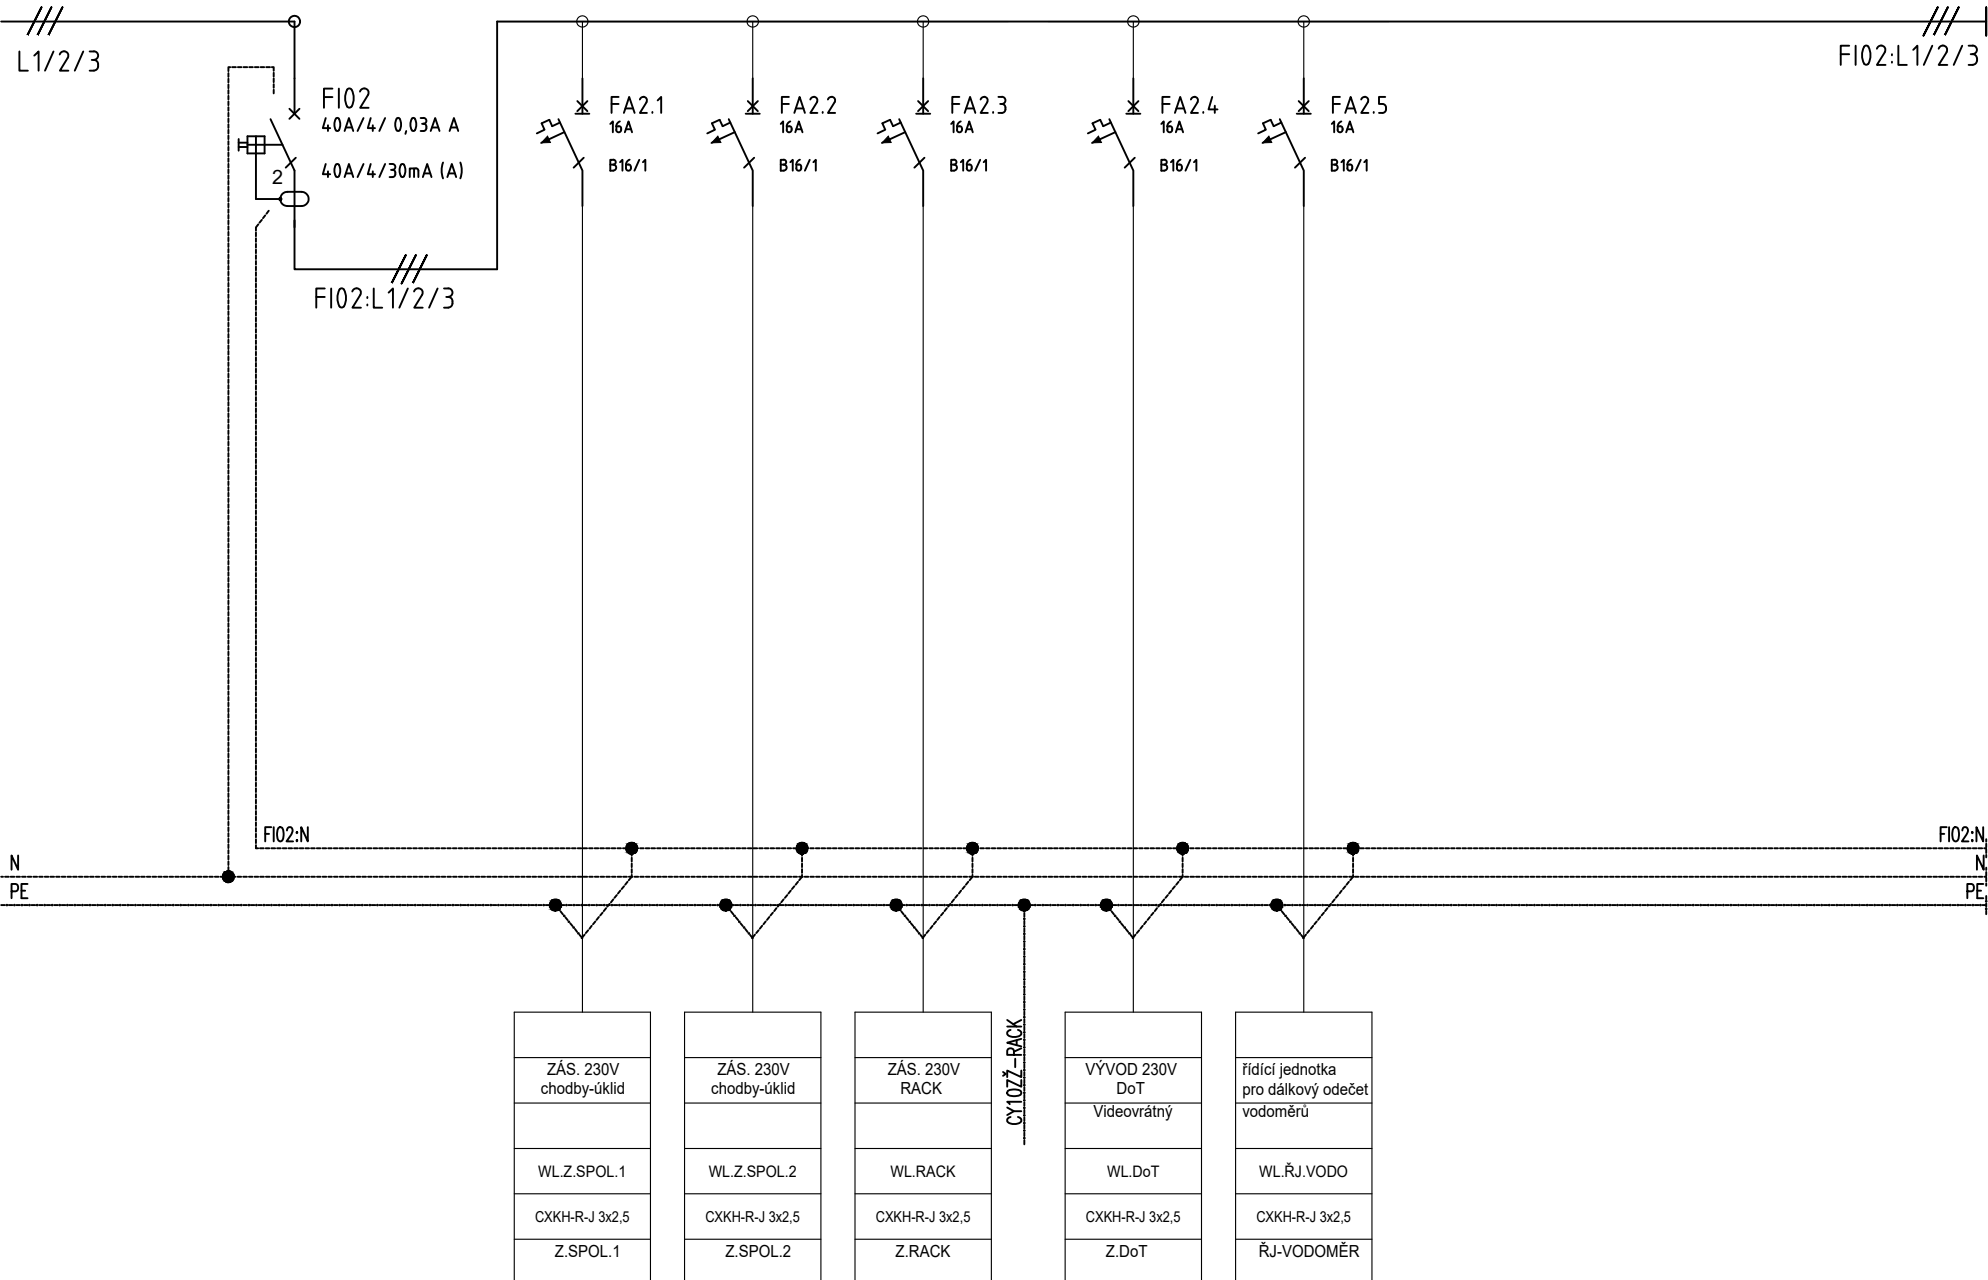 L1/2/3
FI02:L1/2/3
FI02
40A/4/ 0,03A A
40A/4/30mA (A)
2
FI02:L1/2/3
FA2.1
16A
B16/1
FA2.2
16A
B16/1
FA2.3
16A
B16/1
FA2.4
16A
B16/1
FA2.5
16A
B16/1
FI02:N
FI02:N
N
N
PE
PE
ZÁS. 230V
chodby-úklid
WL.Z.SPOL.1
CXKH-R-J 3x2,5
Z.SPOL.1
ZÁS. 230V
chodby-úklid
WL.Z.SPOL.2
CXKH-R-J 3x2,5
Z.SPOL.2
ZÁS. 230V
RACK
WL.RACK
CXKH-R-J 3x2,5
Z.RACK
CY10ZŽ-RACK
VÝVOD 230V
DoT
Videovrátný
WL.DoT
CXKH-R-J 3x2,5
Z.DoT
řídící jednotka
pro dálkový odečet
vodoměrů
WL.ŘJ.VODO
CXKH-R-J 3x2,5
ŘJ-VODOMĚR